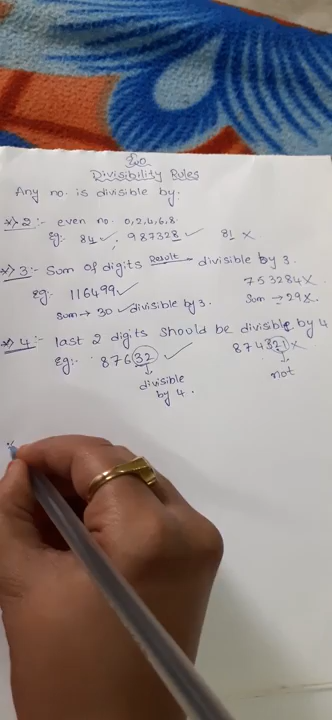 Divisibility Rules
Any no. is divisible by.
*) 2:- even no. 0,2,4,6,8.
Eg:- 84 ✓, 987328 ✓ 81 ×
*) 3:- Sum of digits Result divisible by 3.
Eg:- 116499 ✓ 753284 ×
Sum → 30 ✓ divisible by 3. Sum → 29 ×.
*) 4:- last 2 digits should be divisible by 4
Eg:- 87632 ✓ 874321 ×
↓ divisible by 4. ↓ not